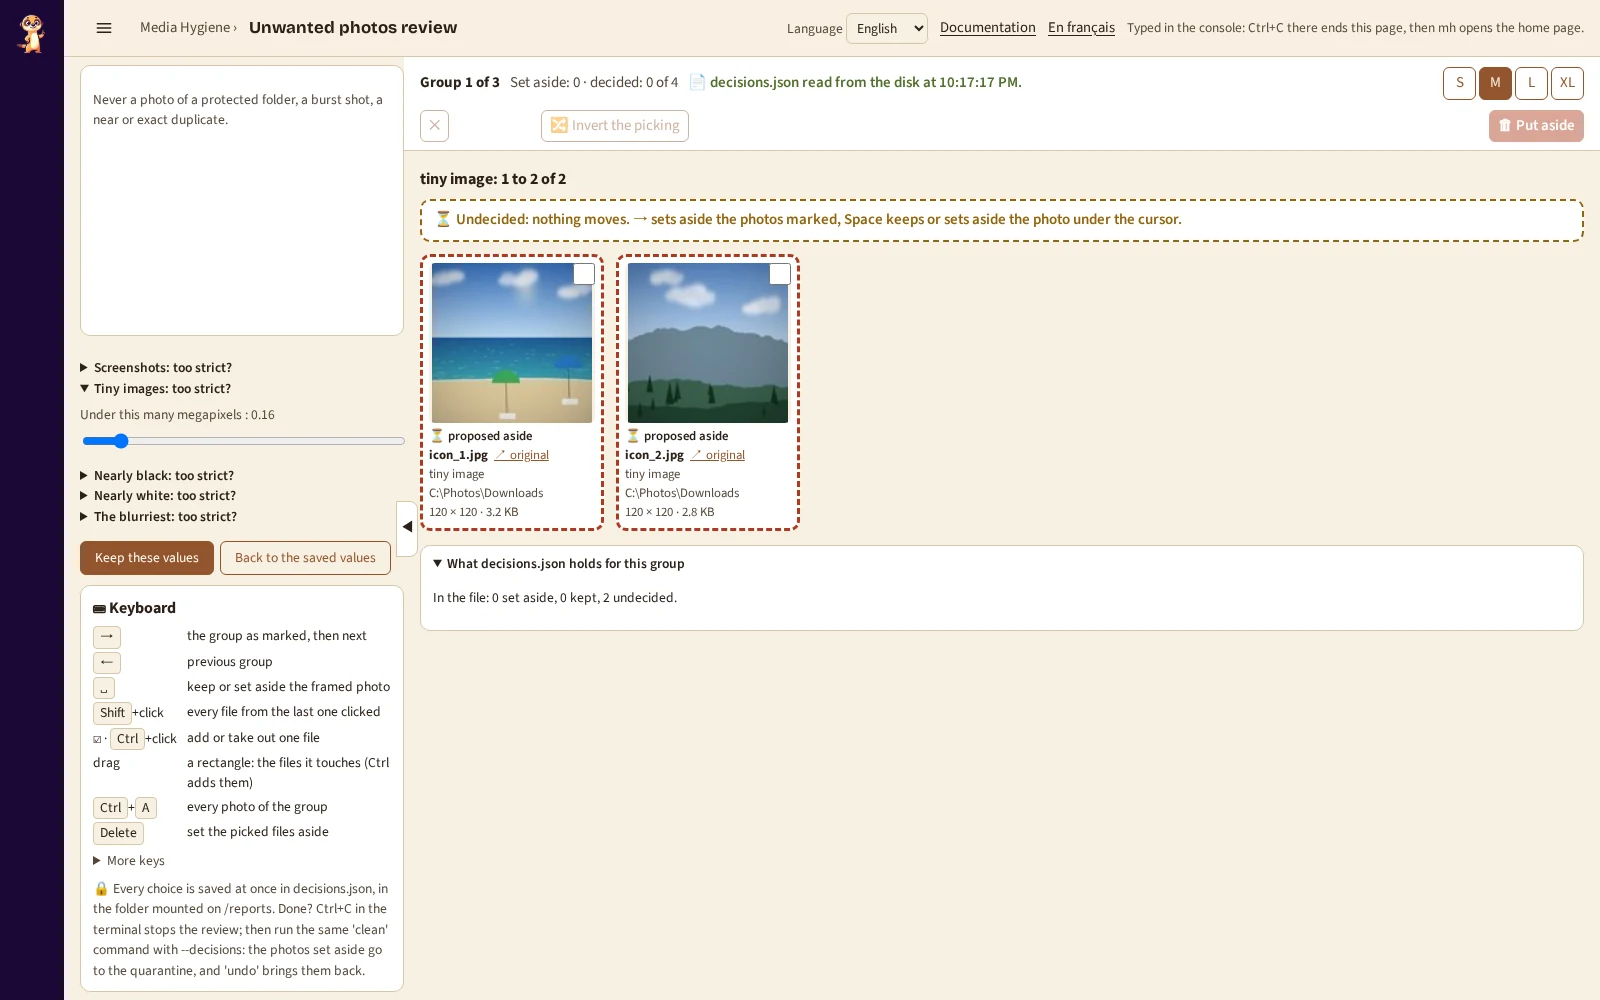 Media Hygiene › Unwanted photos review
Language English Documentation En français Typed in the console: Ctrl+C there ends this page, then mh opens the home page.
Never a photo of a protected folder, a burst shot, a
near or exact duplicate.
Screenshots: too strict?
Tiny images: too strict?
Under this many megapixels : 0.16
Nearly black: too strict?
Nearly white: too strict?
The blurriest: too strict?
Keep these values Back to the saved values
Keyboard
→ the group as marked, then next
← previous group
␣ keep or set aside the framed photo
Shift+click every file from the last one clicked
☑ · Ctrl+click add or take out one file
drag a rectangle: the files it touches (Ctrl
adds them)
Ctrl+A every photo of the group
Delete set the picked files aside
More keys
🔒 Every choice is saved at once in decisions.json, in
the folder mounted on /reports. Done? Ctrl+C in the
terminal stops the review; then run the same 'clean'
command with --decisions: the photos set aside go
to the quarantine, and 'undo' brings them back.
Group 1 of 3 Set aside: 0 · decided: 0 of 4 📄 decisions.json read from the disk at 10:17:17 PM.
S M L XL
✕ 🔀 Invert the picking 🗑 Put aside
tiny image: 1 to 2 of 2
⏳ Undecided: nothing moves. → sets aside the photos marked, Space keeps or sets aside the photo under the cursor.
⏳ proposed aside
icon_1.jpg ↗ original
tiny image
C:\Photos\Downloads
120 × 120 · 3.2 KB
⏳ proposed aside
icon_2.jpg ↗ original
tiny image
C:\Photos\Downloads
120 × 120 · 2.8 KB
What decisions.json holds for this group
In the file: 0 set aside, 0 kept, 2 undecided.